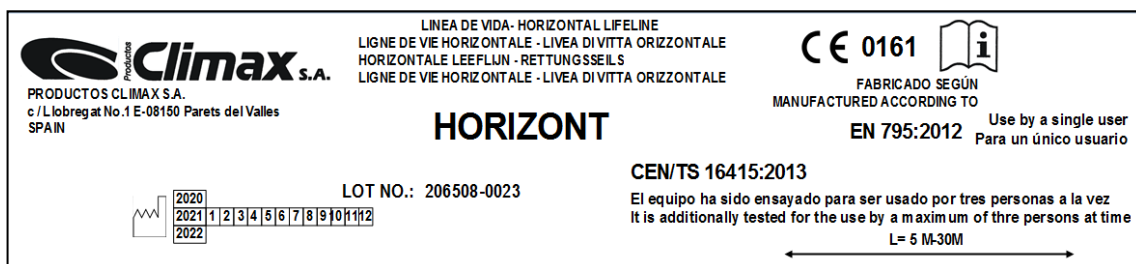 Productos
Climax S.A.
PRODUCTOS CLIMAX S.A.
c / Llobregat No.1 E-08150 Parets del Valles
SPAIN
LINEA DE VIDA- HORIZONTAL LIFELINE
LIGNE DE VIE HORIZONTALE - LIVEA DI VITTA ORIZZONTALE
HORIZONTALE LEEFLIJN - RETTUNGSSEILS
LIGNE DE VIE HORIZONTALE - LIVEA DI VITTA ORIZZONTALE
HORIZONT
CE 0161 i
FABRICADO SEGÚN
MANUFACTURED ACCORDING TO
EN 795:2012
Use by a single user
Para un único usuario
LOT NO.: 206508-0023
2020
2021 1 2 3 4 5 6 7 8 9 10 11 12
2022
CEN/TS 16415:2013
El equipo ha sido ensayado para ser usado por tres personas a la vez
It is additionally tested for the use by a maximum of thre persons at time
L= 5 M-30M